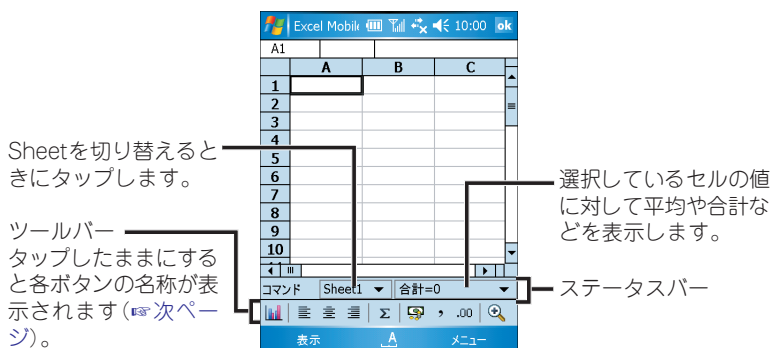 Excel Mobile 10:00 ok
A1
A B C
1
2
3
4
5
6
7
8
9
10
11
コマンド Sheet1 合計=0
Σ , .00
表示 A メニュー
Sheetを切り替えると
きにタップします。
ツールバー
タップしたままにする
と各ボタンの名称が表
示されます(☞次ペー
ジ)。
選択しているセルの値
に対して平均や合計な
どを表示します。
ステータスバー